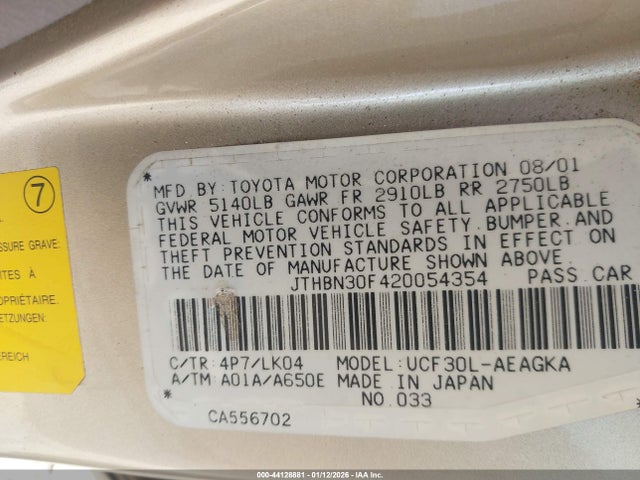 7
SSURE GRAVE:
ITES À
OPRIÉTAIRE.
ETZUNGEN:
BEREICH
MFD BY:TOYOTA MOTOR CORPORATION 08/01
GVWR 5140LB GAWR FR 2910LB RR 2750LB
THIS VEHICLE CONFORMS TO ALL APPLICABLE
FEDERAL MOTOR VEHICLE SAFETY,BUMPER,AND
THEFT PREVENTION STANDARDS IN EFFECT ON
THE DATE OF MANUFACTURE SHOWN ABOVE.
JTHBN30F420054354 PASS.CAR
C/TR:4P7/LK04 MODEL:UCF30L-AEAGKA
A/TM:A01A/A650E MADE IN JAPAN
NO.033
CA556702
000-44128881 - 01/12/2026 - IAA Inc.